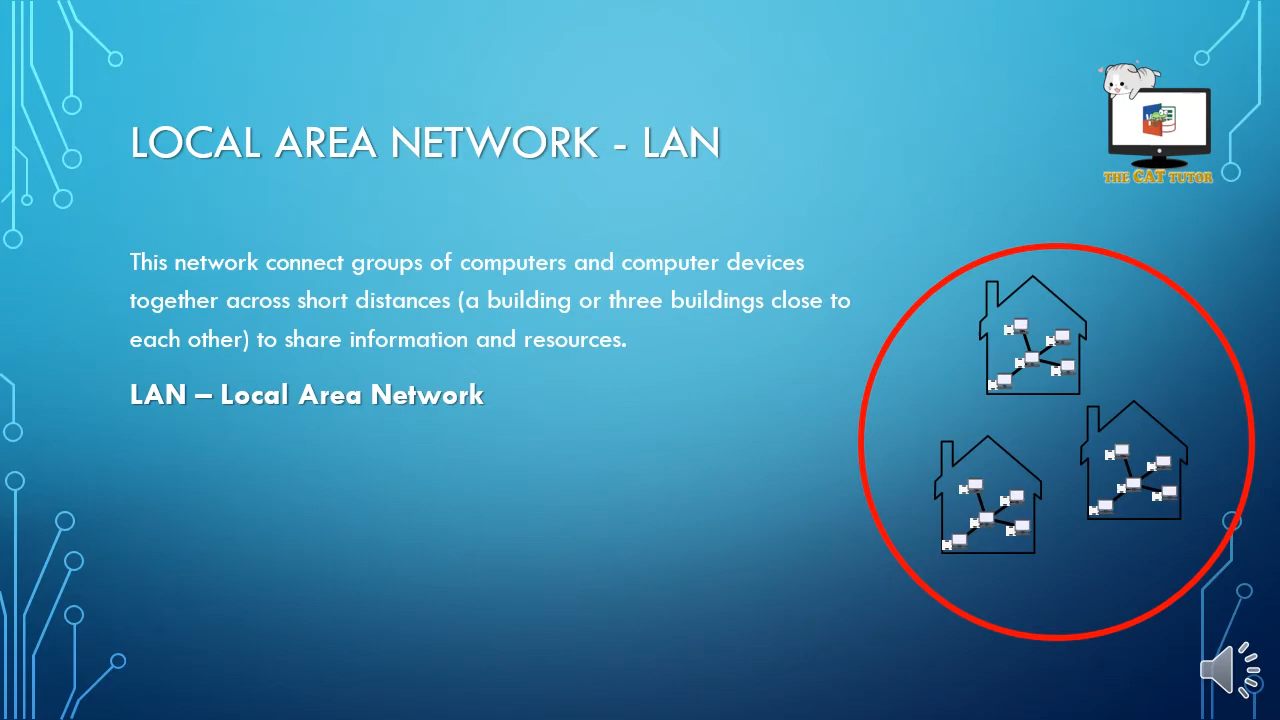 LOCAL AREA NETWORK - LAN
THE CAT TUTOR
This network connect groups of computers and computer devices
together across short distances (a building or three buildings close to
each other) to share information and resources.
LAN – Local Area Network